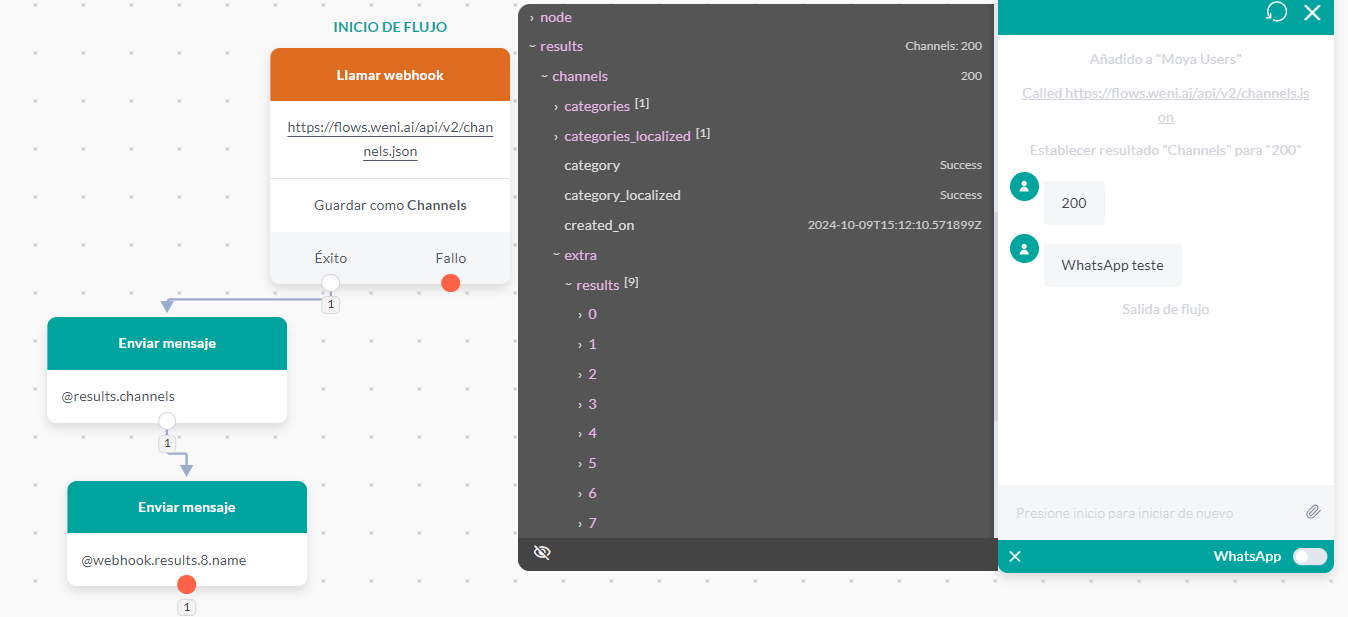 INICIO DE FLUJO
Llamar webhook
https://flows.weni.ai/api/v2/chan
nels.json
Guardar como Channels
Éxito
Fallo
1
Enviar mensaje
@results.channels
1
Enviar mensaje
@webhook.results.8.name
1
node
results Channels: 200
channels 200
categories [1]
categories_localized [1]
category Success
category_localized Success
created_on 2024-10-09T15:12:10.571899Z
extra
results [9]
0
1
2
3
4
5
6
7
Añadido a "Moya Users"
Called https://flows.weni.ai/api/v2/channels.js
on
Establecer resultado "Channels" para "200"
200
WhatsApp teste
Salida de flujo
Presione inicio para iniciar de nuevo
WhatsApp